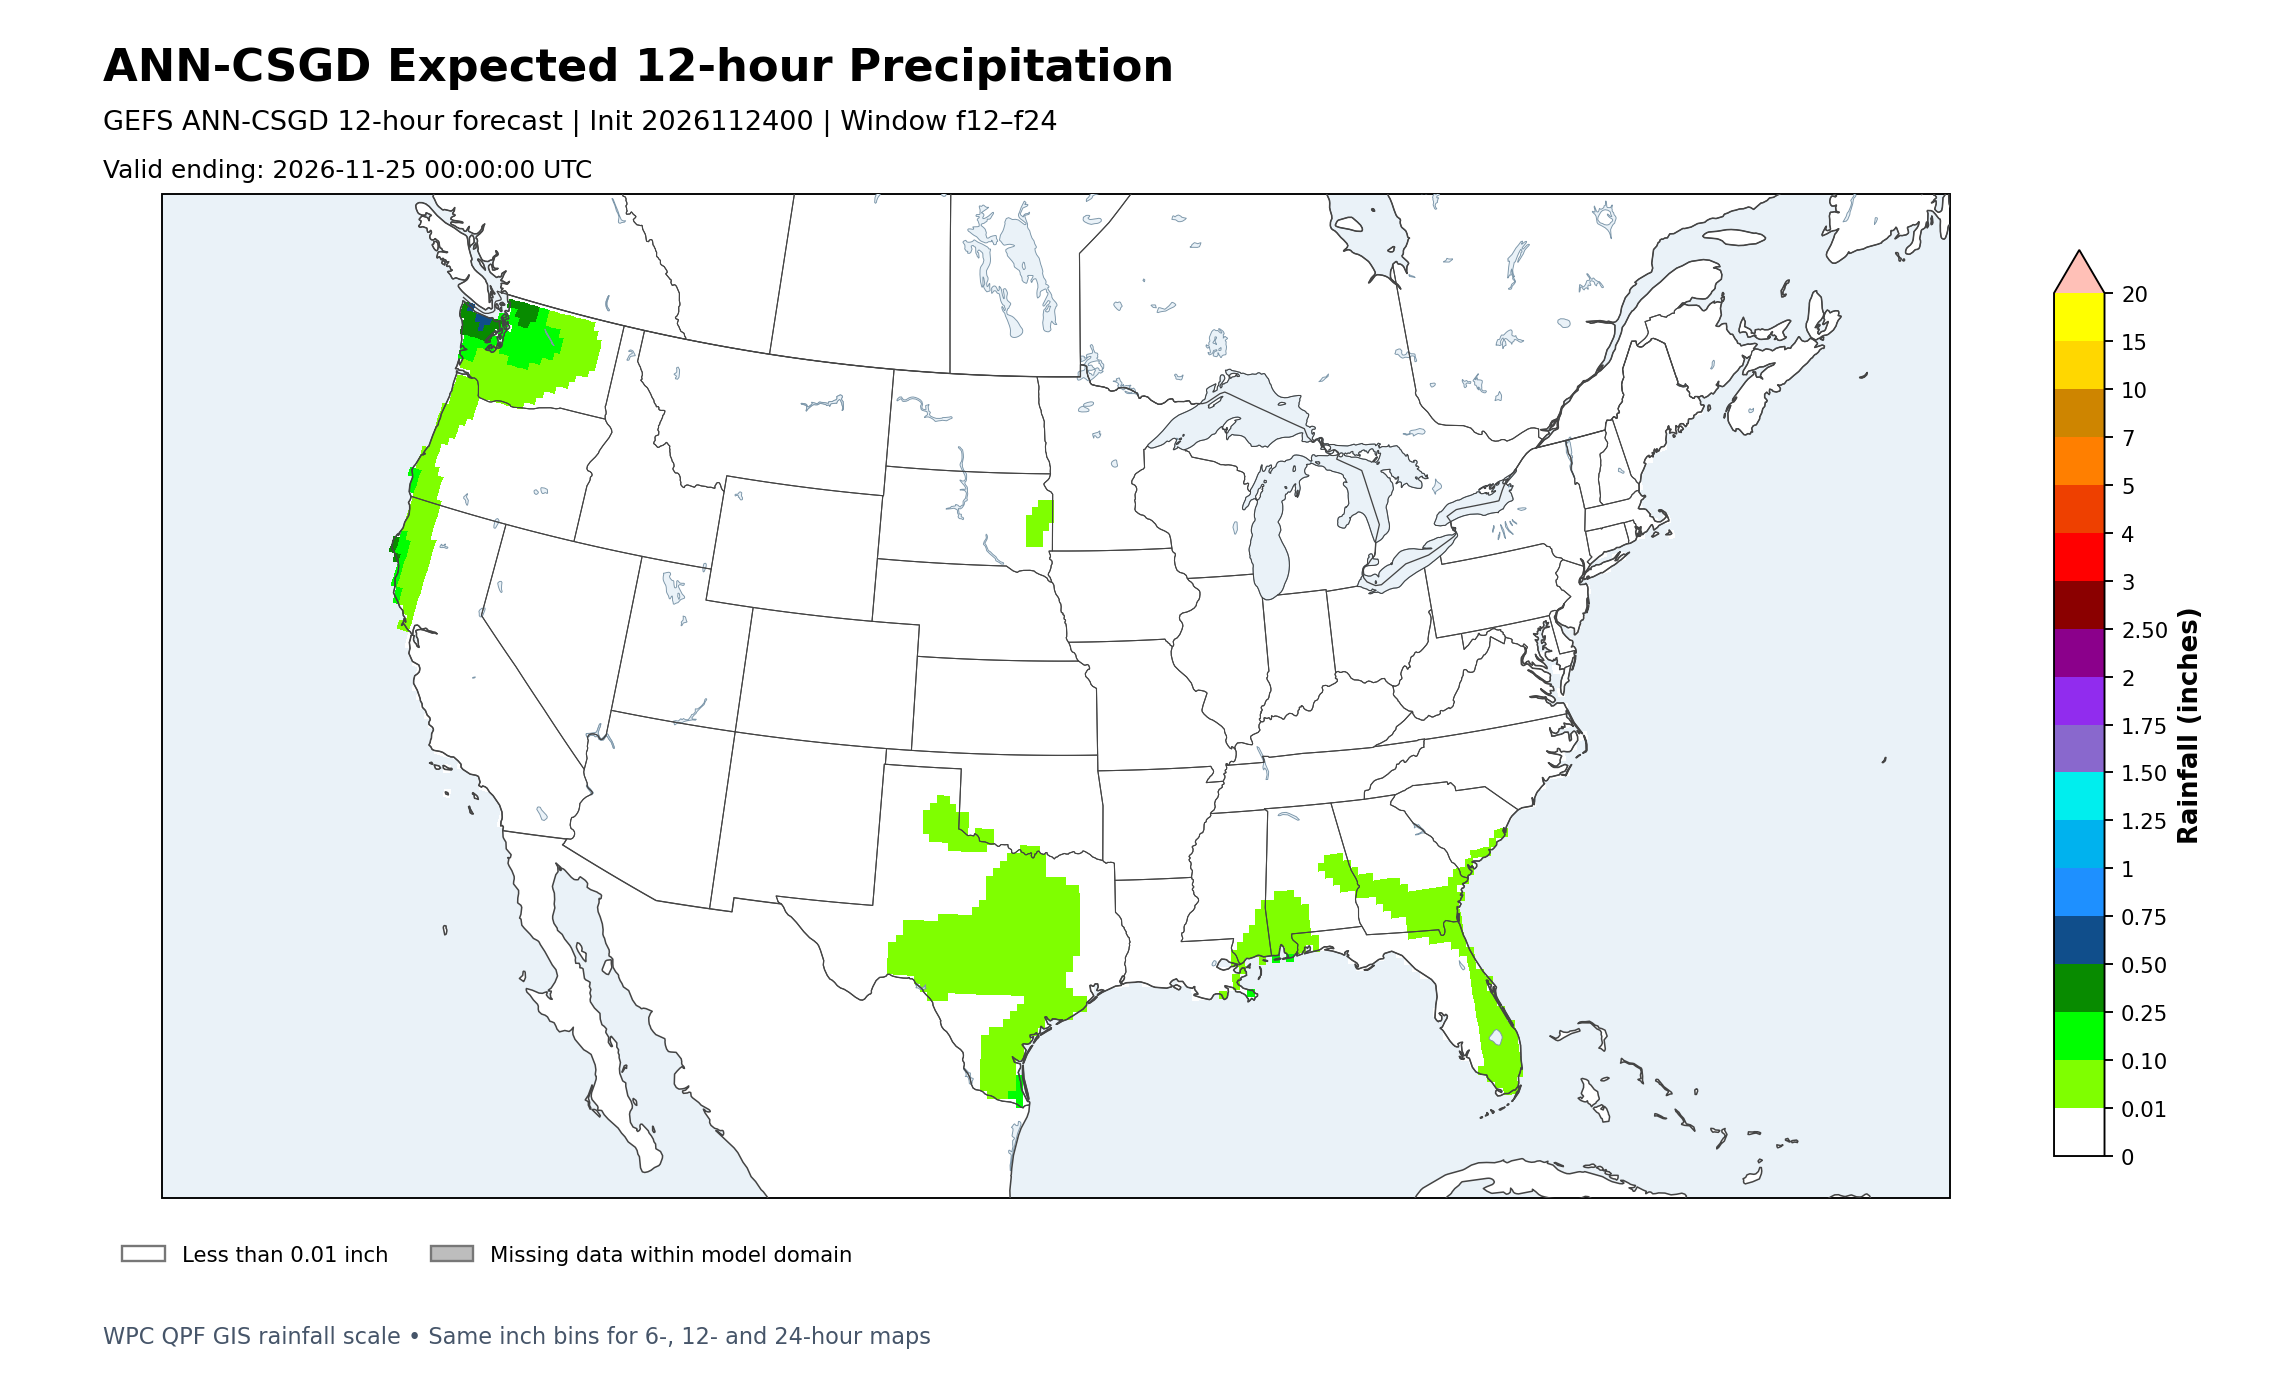 ANN-CSGD Expected 12-hour Precipitation
GEFS ANN-CSGD 12-hour forecast | Init 2026112400 | Window f12–f24
Valid ending: 2026-11-25 00:00:00 UTC
20
15
10
7
5
4
3
2.50
2
1.75
1.50
1.25
1
0.75
0.50
0.25
0.10
0.01
0
Rainfall (inches)
Less than 0.01 inch
Missing data within model domain
WPC QPF GIS rainfall scale • Same inch bins for 6-, 12- and 24-hour maps